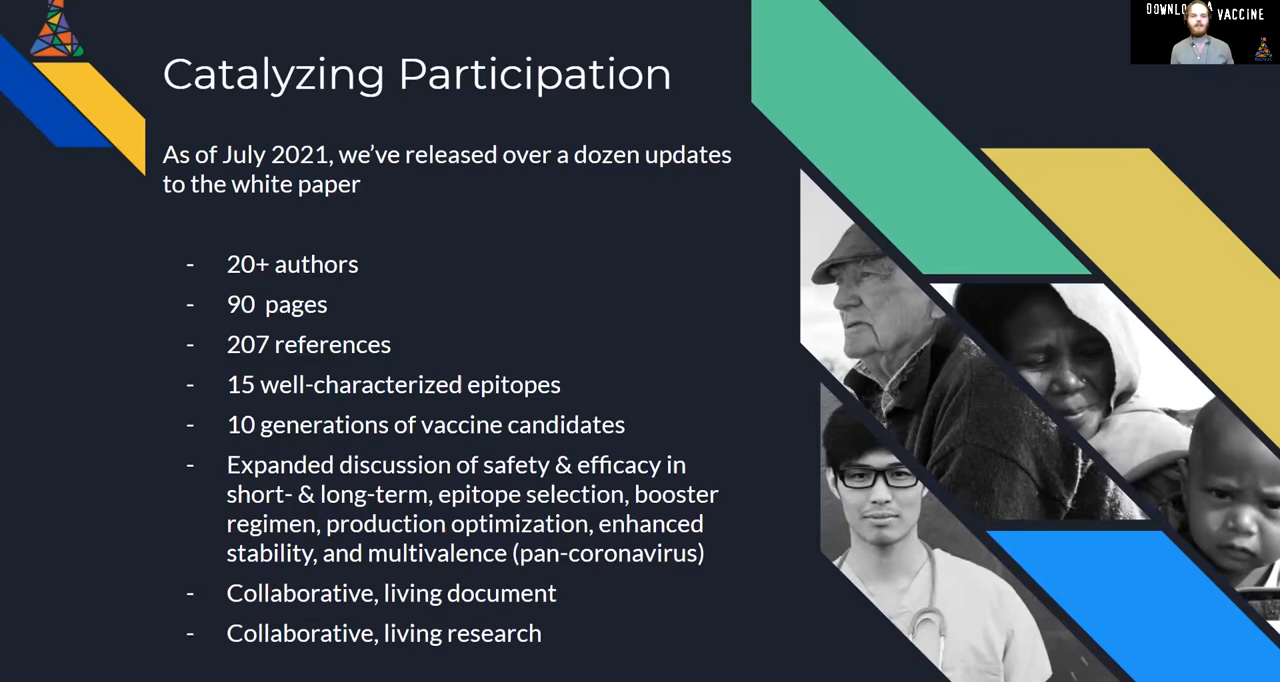 DOWNLO A
VACCINE
Catalyzing Participation
As of July 2021, we’ve released over a dozen updates
to the white paper
- 20+ authors
- 90 pages
- 207 references
- 15 well-characterized epitopes
- 10 generations of vaccine candidates
- Expanded discussion of safety & efficacy in
short- & long-term, epitope selection, booster
regimen, production optimization, enhanced
stability, and multivalence (pan-coronavirus)
- Collaborative, living document
- Collaborative, living research